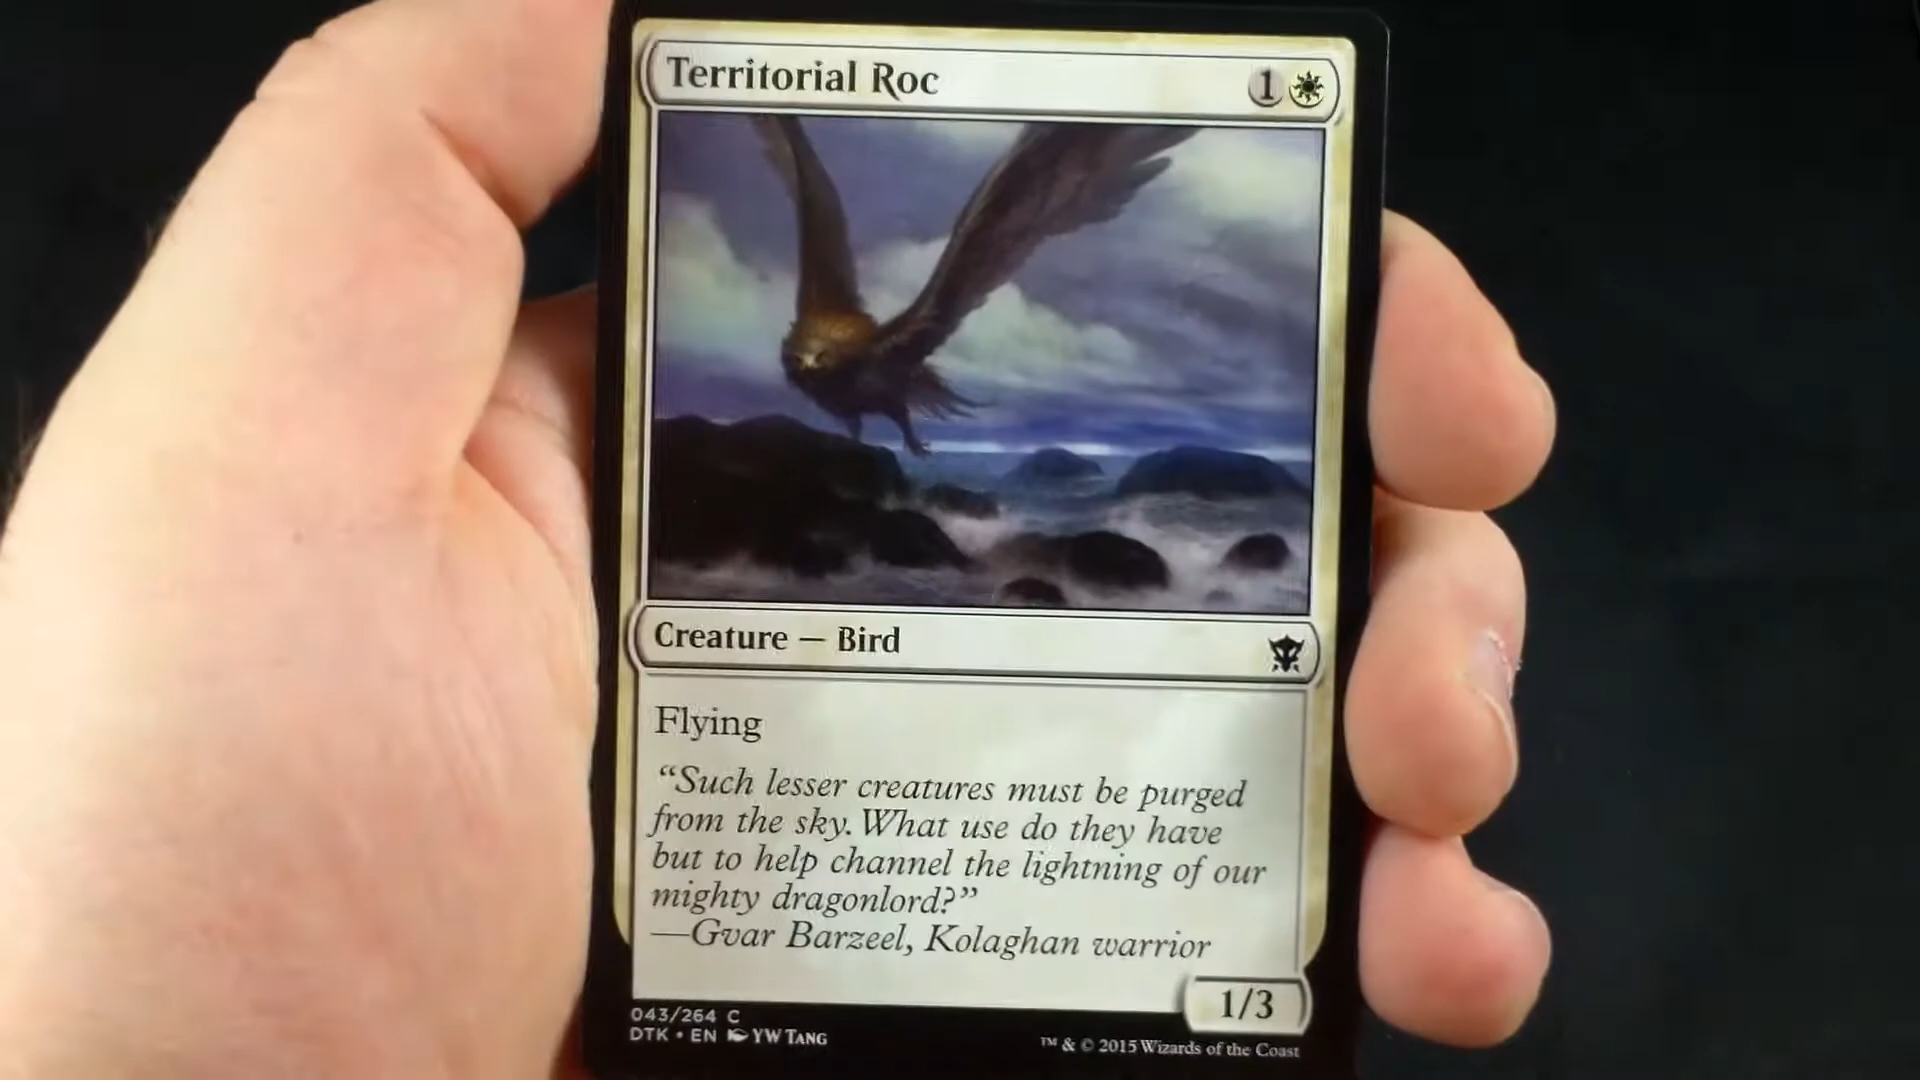 Territorial Roc 1
Creature — Bird
Flying
“Such lesser creatures must be purged
from the sky. What use do they have
but to help channel the lightning of our
mighty dragonlord?”
—Gvar Barzeel, Kolaghan warrior
1/3
043/264 C
DTK • EN YW TANG
™ & © 2015 Wizards of the Coast